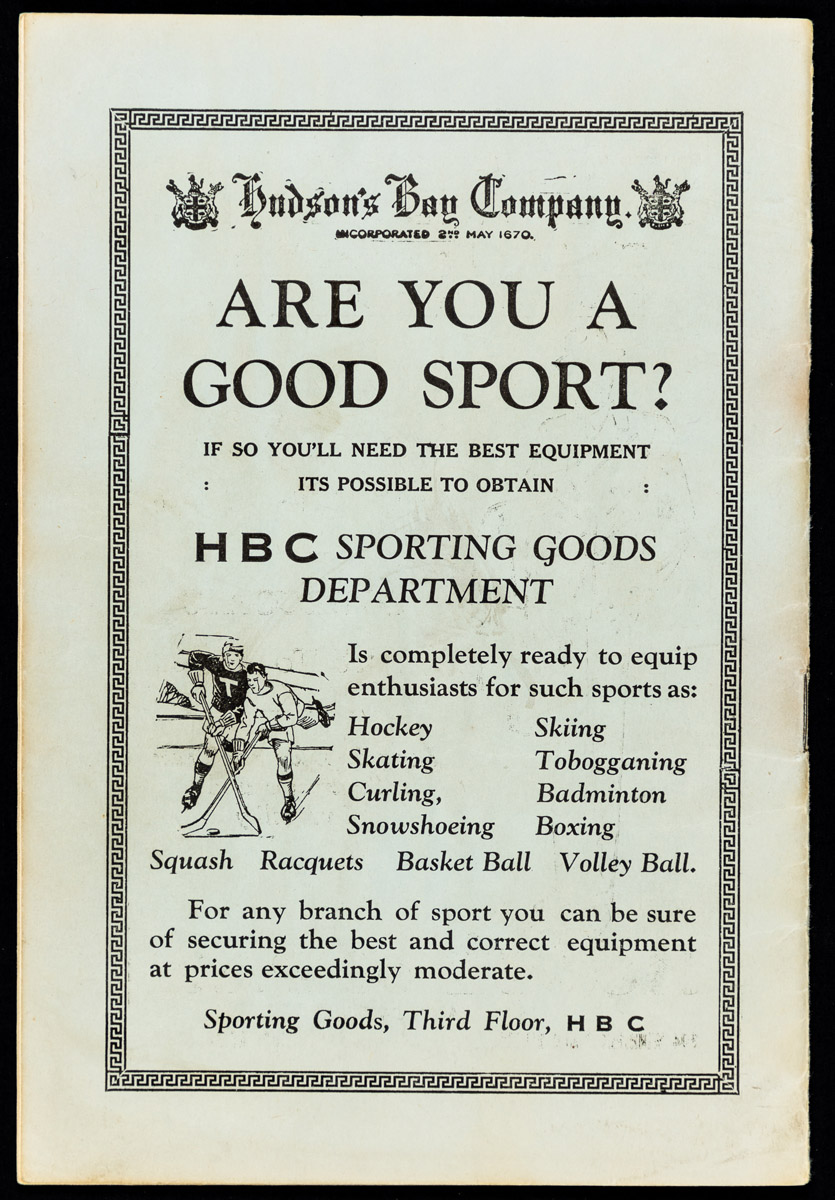 Hudson's Bay Company.
INCORPORATED 2ND MAY 1670.
ARE YOU A
GOOD SPORT?
IF SO YOU'LL NEED THE BEST EQUIPMENT
: ITS POSSIBLE TO OBTAIN :
HBC SPORTING GOODS
DEPARTMENT
Is completely ready to equip
enthusiasts for such sports as:
Hockey Skiing
Skating Tobogganing
Curling, Badminton
Snowshoeing Boxing
Squash Racquets Basket Ball Volley Ball.
For any branch of sport you can be sure
of securing the best and correct equipment
at prices exceedingly moderate.
Sporting Goods, Third Floor, H B C
T